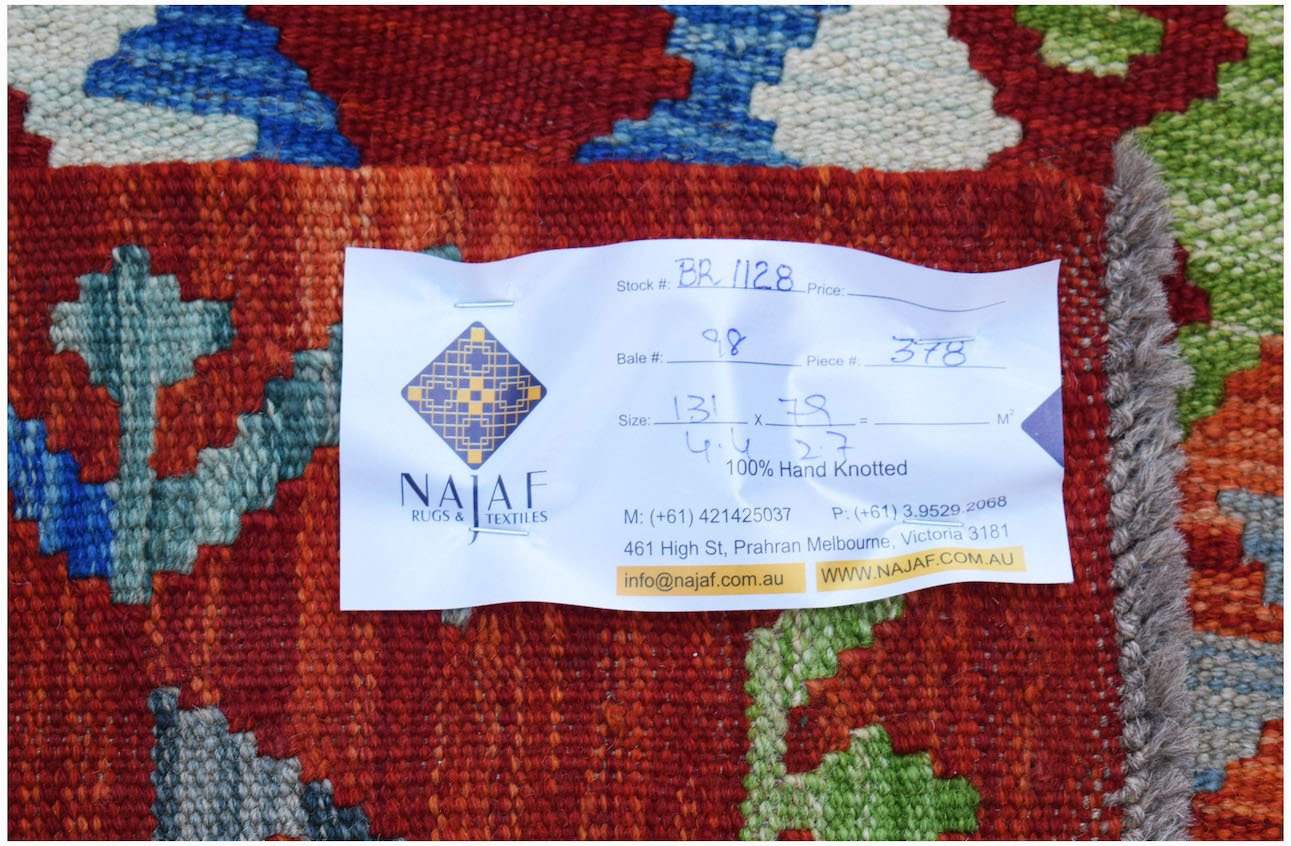 NAJAF
RUGS & TEXTILES
Stock #: BR 1128 Price:
Bale #: 98 Piece #: 378
Size: 131 X 79 = M²
4.4 2.7
100% Hand Knotted
M: (+61) 421425037 P: (+61) 3.9529.2068
461 High St, Prahran Melbourne, Victoria 3181
info@najaf.com.au WWW.NAJAF.COM.AU